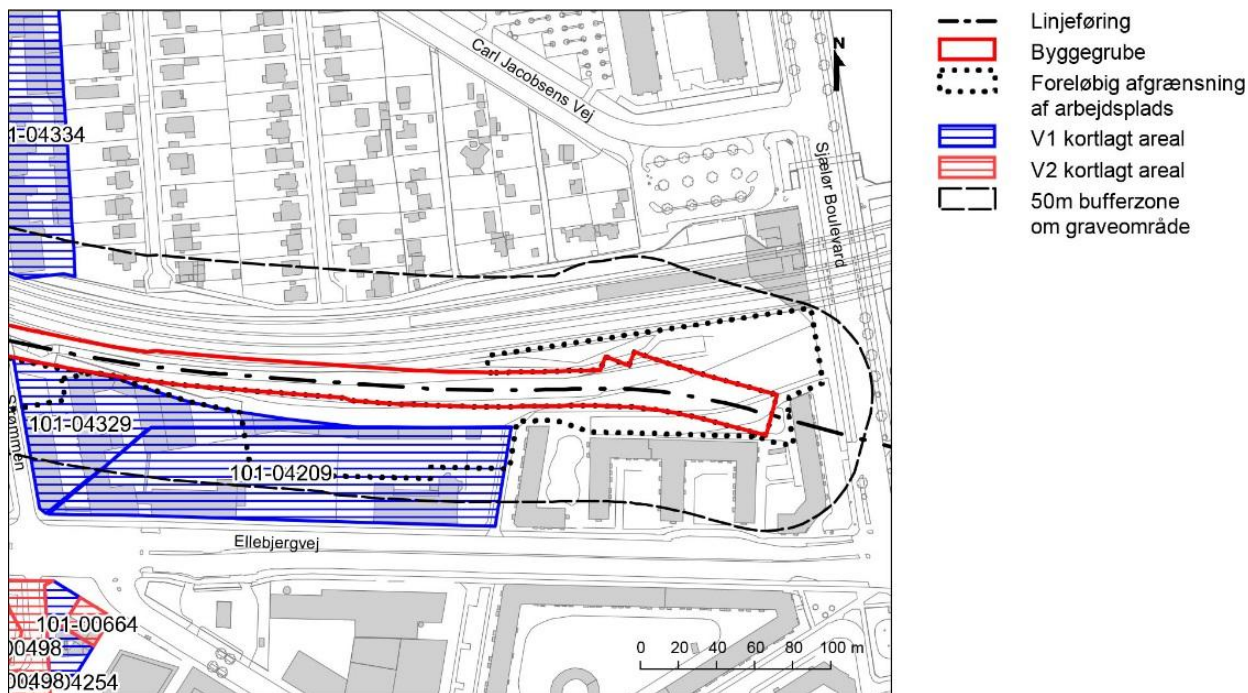 Carl Jacobsens Vej
N
Sjælør Boulevard
1-04334
101-04329
101-04209
Ellebjergvej
101-00664
00498
00498
04254
0 20 40 60 80 100 m
Linjeføring
Byggegrube
Foreløbig afgrænsning
af arbejdsplads
V1 kortlagt areal
V2 kortlagt areal
50m bufferzone
om graveområde